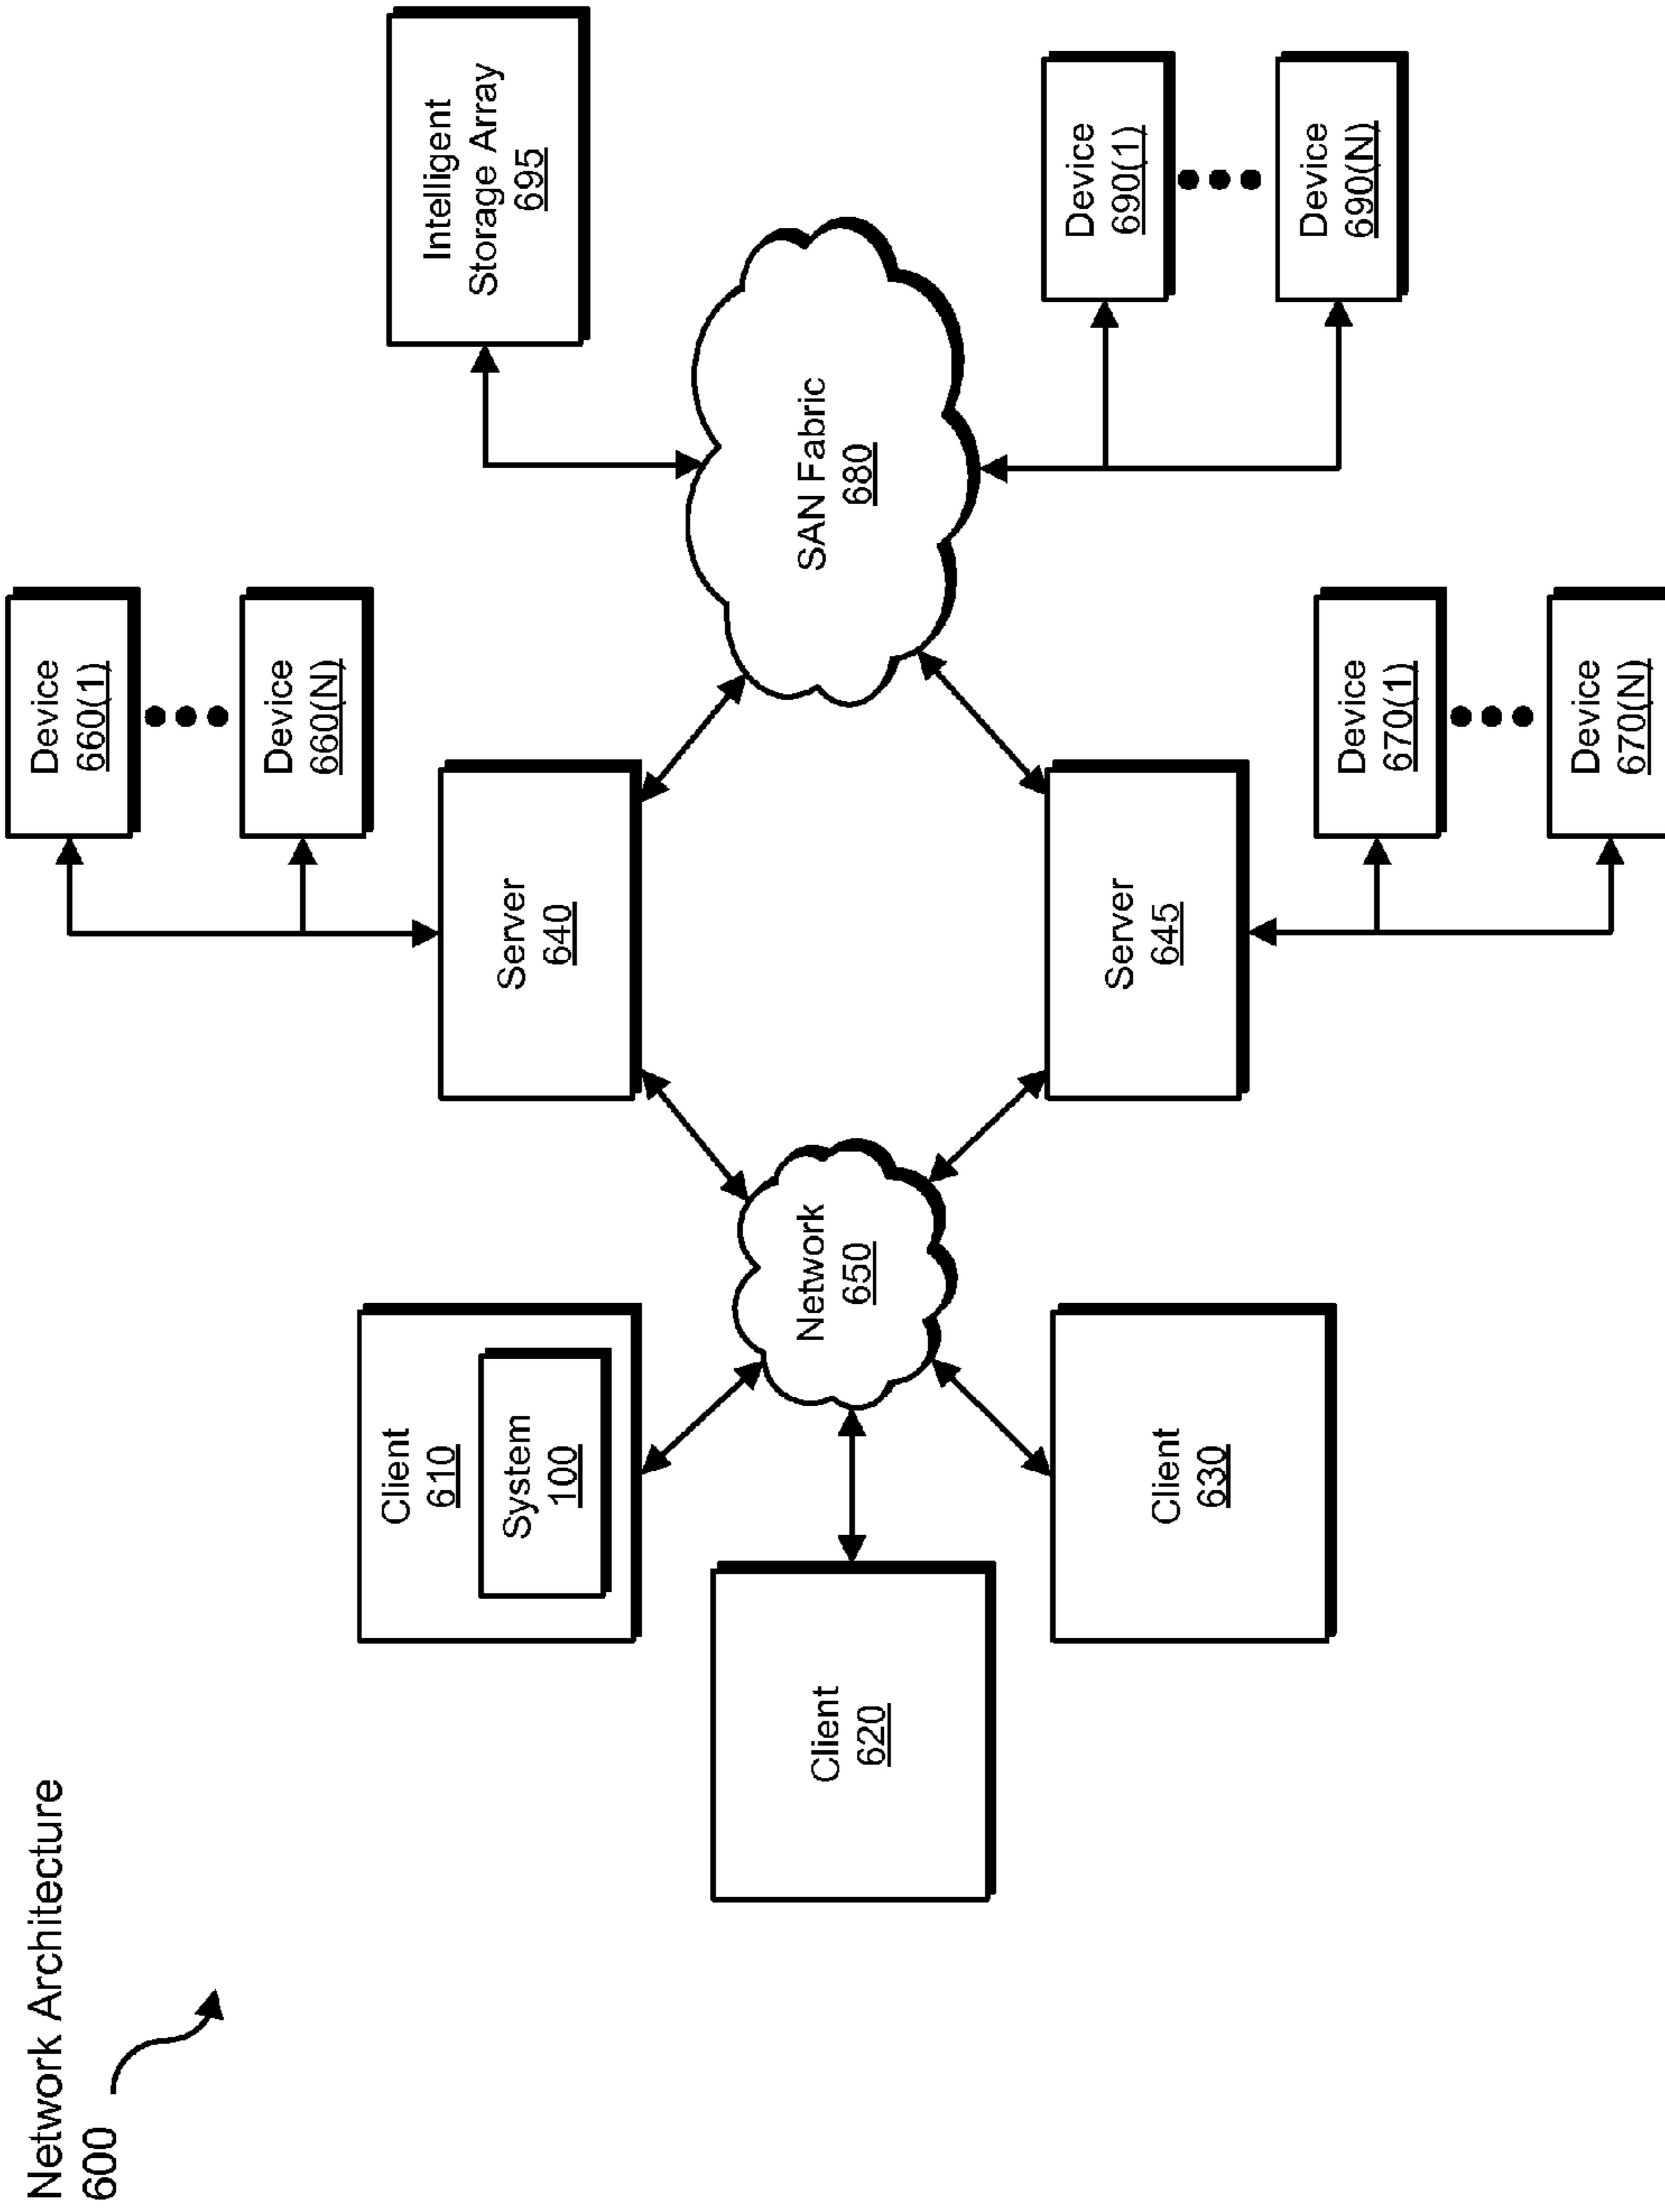 Network Architecture
600
Client
610
System
100
Client
620
Client
630
Network
650
Server
640
Server
645
Device
660(1)
Device
660(N)
Device
670(1)
Device
670(N)
SAN Fabric
680
Intelligent
Storage Array
695
Device
690(1)
Device
690(N)